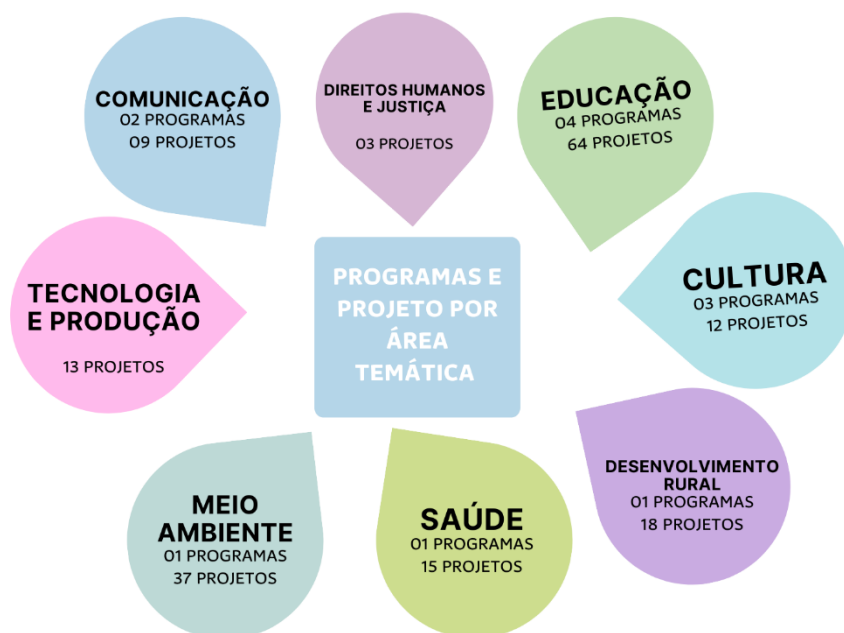 COMUNICAÇÃO
02 PROGRAMAS
09 PROJETOS
DIREITOS HUMANOS
E JUSTIÇA
03 PROJETOS
EDUCAÇÃO
04 PROGRAMAS
64 PROJETOS
TECNOLOGIA
E PRODUÇÃO
13 PROJETOS
PROGRAMAS E
PROJETO POR
ÁREA
TEMÁTICA
CULTURA
03 PROGRAMAS
12 PROJETOS
MEIO
AMBIENTE
01 PROGRAMAS
37 PROJETOS
SAÚDE
01 PROGRAMAS
15 PROJETOS
DESENVOLVIMENTO
RURAL
01 PROGRAMAS
18 PROJETOS